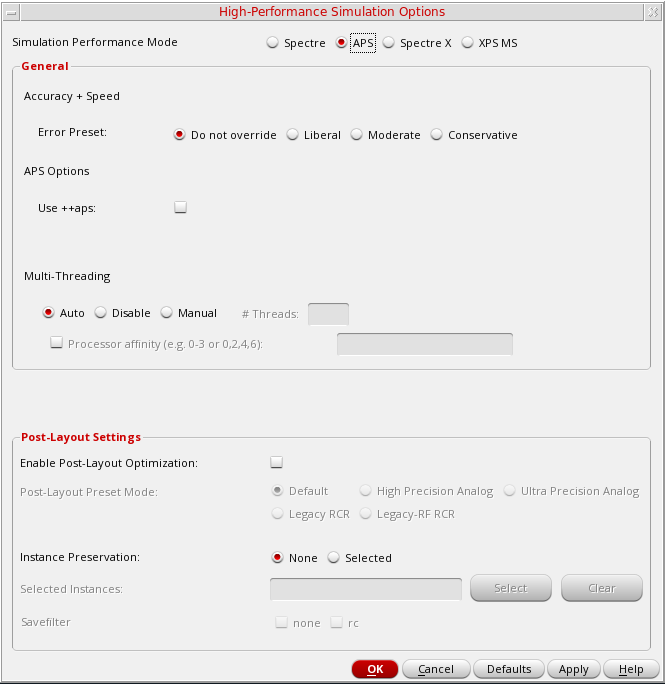 High-Performance Simulation Options
Simulation Performance Mode Spectre APS Spectre X XPS MS
General
Accuracy + Speed
Error Preset: Do not override Liberal Moderate Conservative
APS Options
Use ++aps:
Multi-Threading
Auto Disable Manual # Threads:
Processor affinity (e.g. 0-3 or 0,2,4,6):
Post-Layout Settings
Enable Post-Layout Optimization:
Post-Layout Preset Mode: Default High Precision Analog Ultra Precision Analog
Legacy RCR Legacy-RF RCR
Instance Preservation: None Selected
Selected Instances: Select Clear
Savefilter none rc
OK Cancel Defaults Apply Help